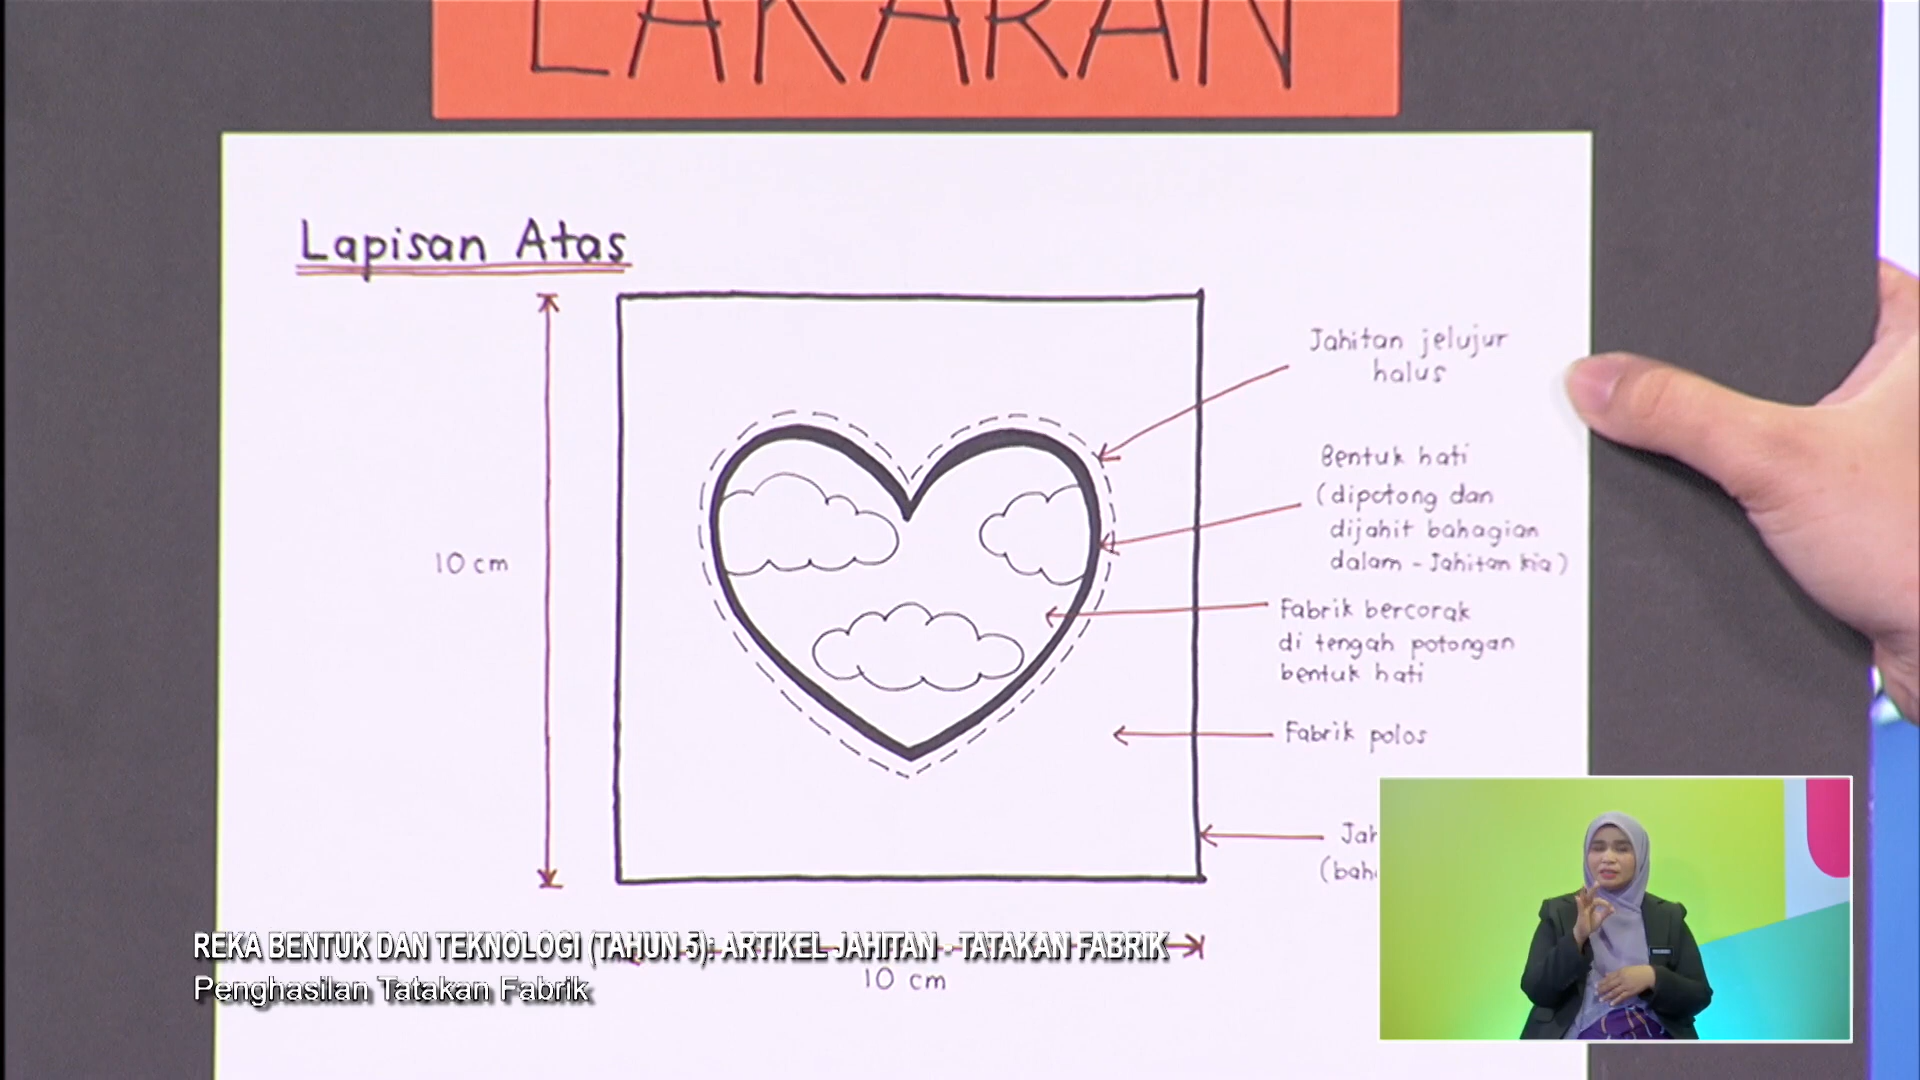 LAKARAN
Lapisan Atas
Jahitan jelujur
halus
Bentuk hati
(dipotong dan
dijahit bahagian
dalam - Jahitan kia)
10 cm
Fabrik bercorak
di tengah potongan
bentuk hati
Fabrik polos
REKA BENTUK DAN TEKNOLOGI (TAHUN 5): ARTIKEL JAHITAN - TATAKAN FABRIK
10 cm
Penghasilan Tatakan Fabrik